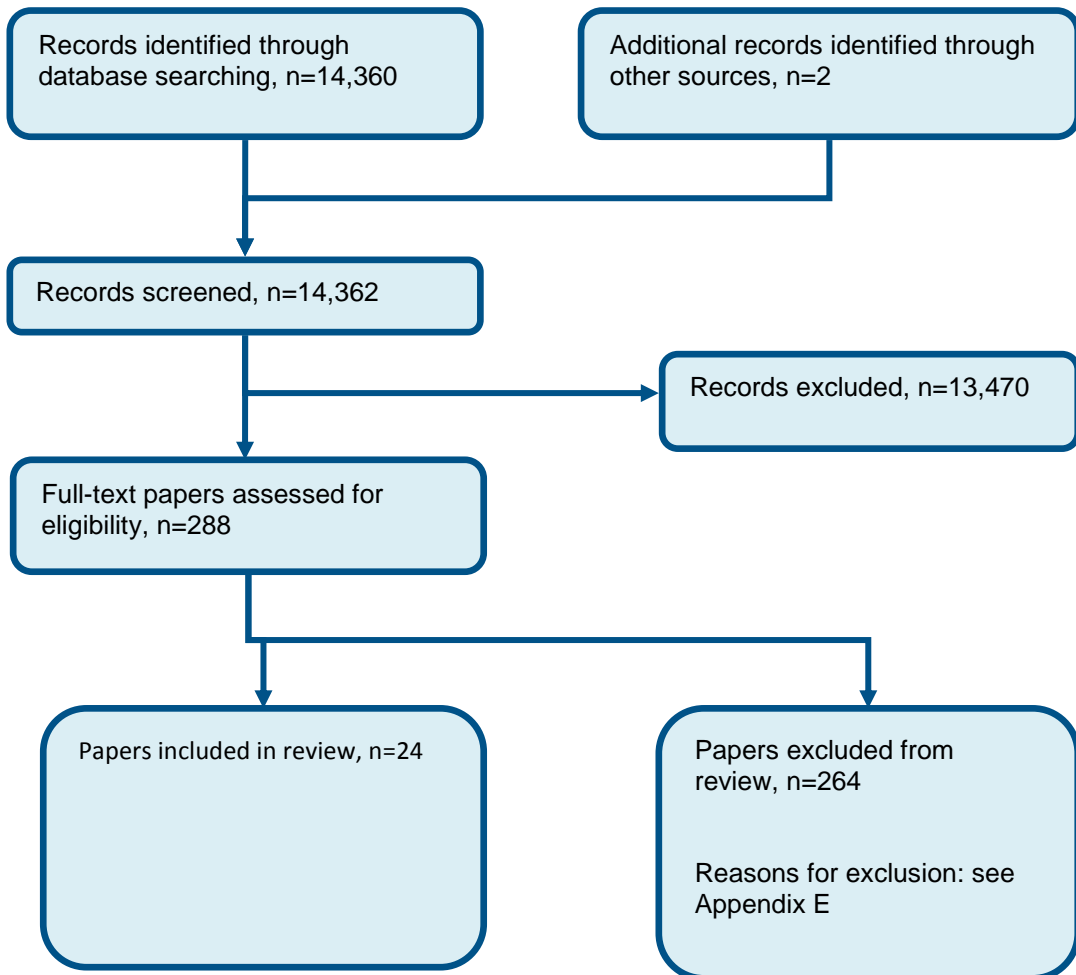 Records identified through
database searching, n=14,360
Additional records identified through
other sources, n=2
Records screened, n=14,362
Records excluded, n=13,470
Full-text papers assessed for
eligibility, n=288
Papers included in review, n=24
Papers excluded from
review, n=264
Reasons for exclusion: see
Appendix E